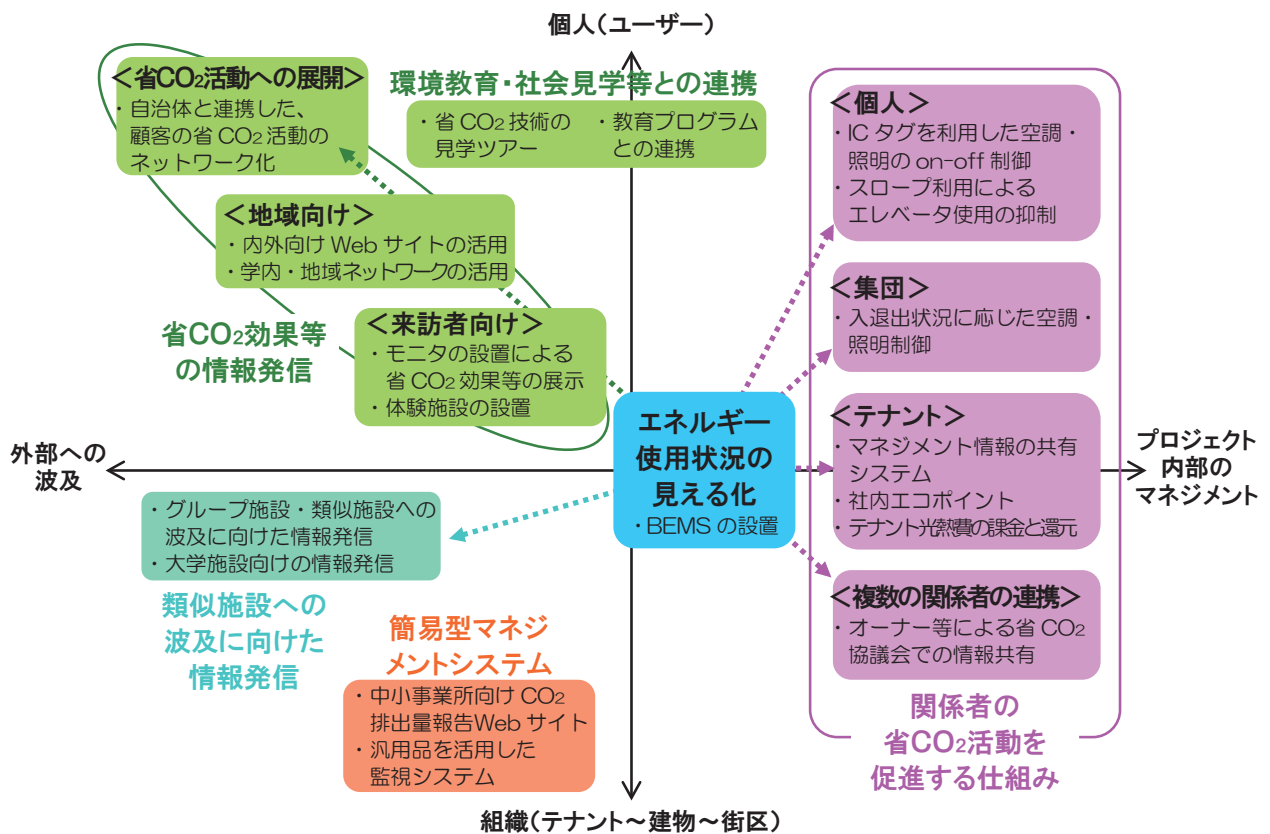 個人（ユーザー）
＜省CO₂活動への展開＞
・自治体と連携した、
顧客の省 CO₂ 活動の
ネットワーク化
環境教育・社会見学等との連携
・省 CO₂ 技術の
見学ツアー
・教育プログラム
との連携
＜個人＞
・IC タグを利用した空調・
照明の on-off 制御
・スロープ利用による
エレベータ使用の抑制
＜地域向け＞
・内外向け Web サイトの活用
・学内・地域ネットワークの活用
＜集団＞
・入退出状況に応じた空調・
照明制御
省CO₂効果等
の情報発信
＜来訪者向け＞
・モニタの設置による
省 CO₂ 効果等の展示
・体験施設の設置
エネルギー
使用状況の
見える化
・BEMS の設置
＜テナント＞
・マネジメント情報の共有
システム
・社内エコポイント
・テナント光熱費の課金と還元
外部への
波及
プロジェクト
内部の
マネジメント
・グループ施設・類似施設への
波及に向けた情報発信
・大学施設向けの情報発信
類似施設への
波及に向けた
情報発信
＜複数の関係者の連携＞
・オーナー等による省 CO₂
協議会での情報共有
簡易型マネジ
メントシステム
・中小事業所向け CO₂
排出量報告Web サイト
・汎用品を活用した
監視システム
関係者の
省CO₂活動を
促進する仕組み
組織（テナント～建物～街区）